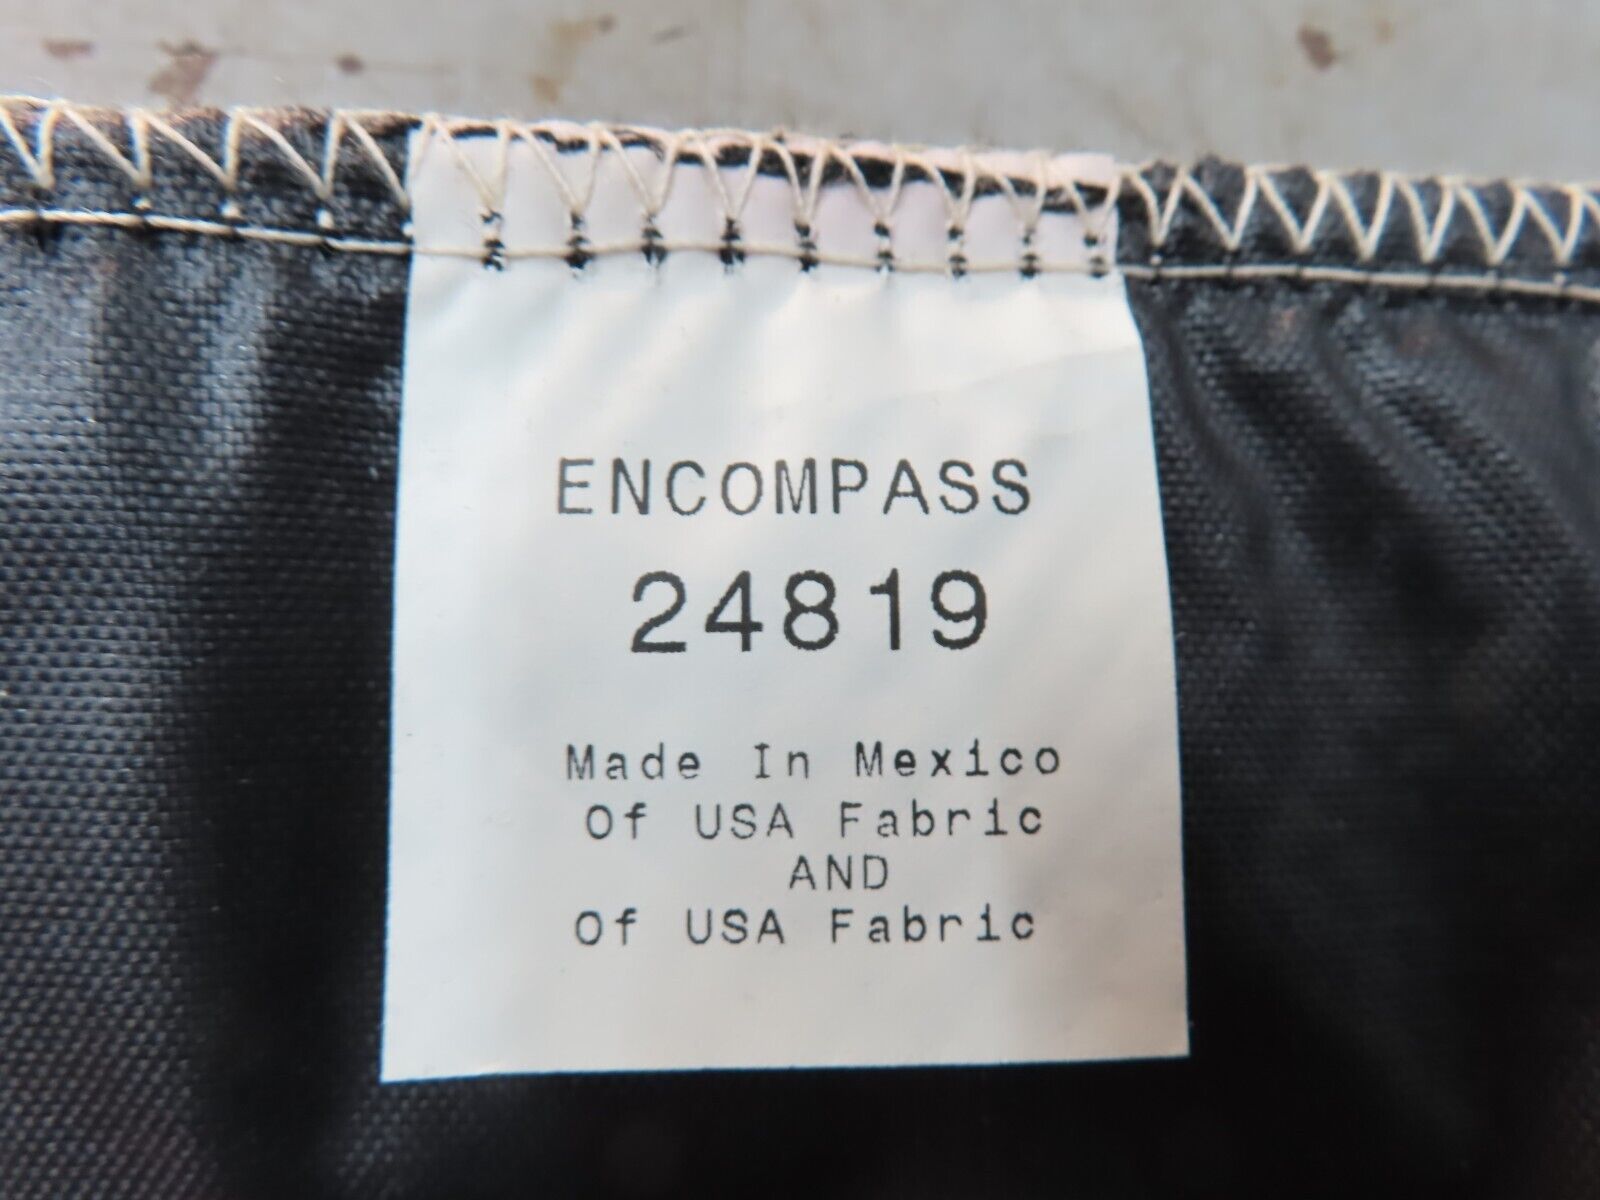 ENCOMPASS
24819
Made In Mexico
Of USA Fabric
AND
Of USA Fabric